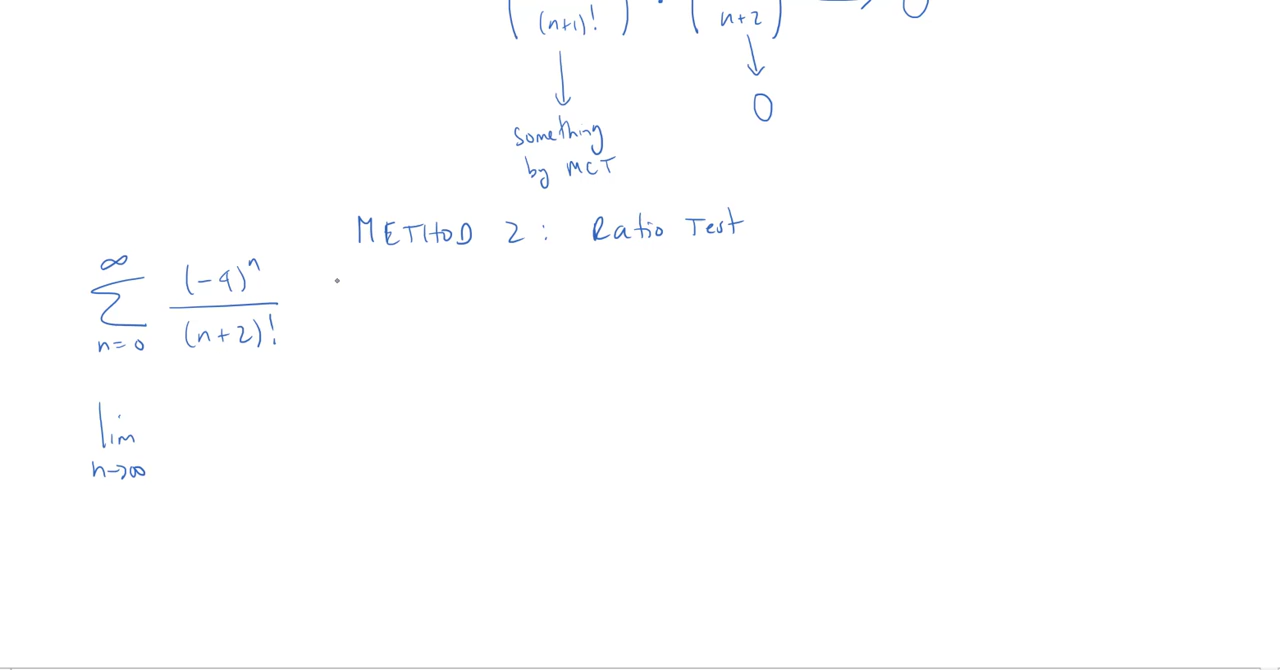 ( (n+1)! ) · ( n+2 ) → 0
0
something
by MCT
METHOD 2: Ratio Test
∞
Σ (-4)^n / (n+2)!
n=0
lim
n→∞